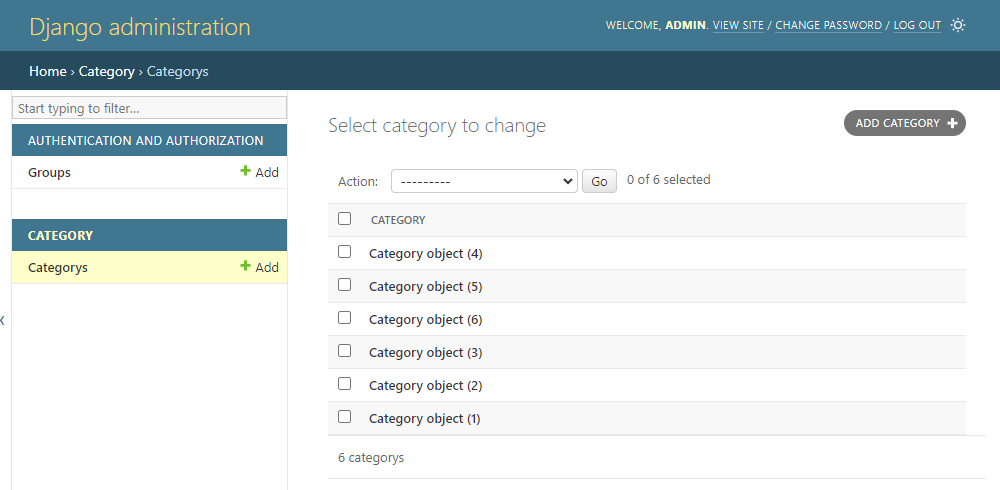 Django administration
WELCOME, ADMIN. VIEW SITE / CHANGE PASSWORD / LOG OUT
Home › Category › Categorys
Start typing to filter...
AUTHENTICATION AND AUTHORIZATION
Groups + Add
CATEGORY
Categorys + Add
Select category to change
ADD CATEGORY +
Action: --------- Go 0 of 6 selected
CATEGORY
Category object (4)
Category object (5)
Category object (6)
Category object (3)
Category object (2)
Category object (1)
6 categorys